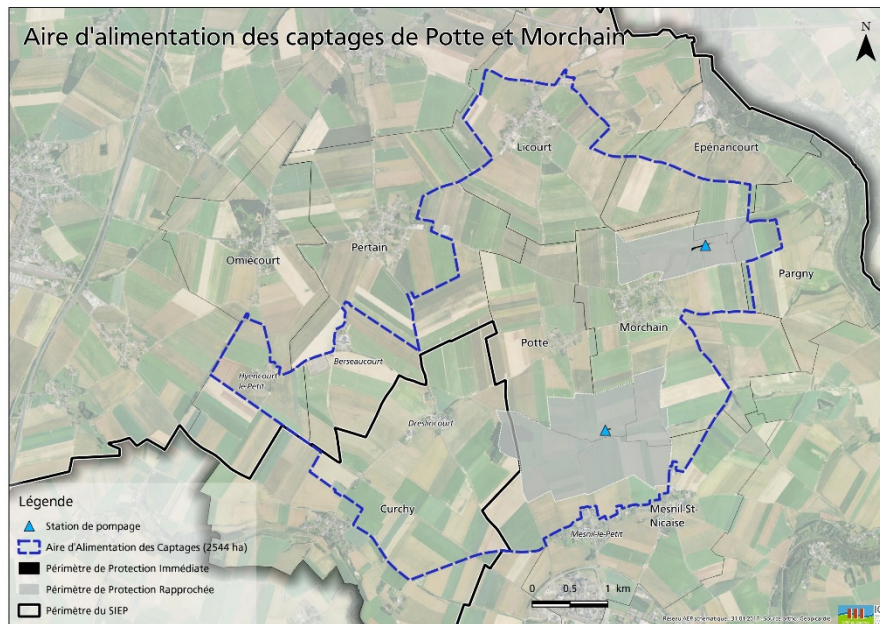 Aire d'alimentation des captages de Potte et Morchain
N
Licourt
Epénancourt
Pertain
Omiécourt
Pargny
Morchain
Potte
Berseaucourt
Hyencourt
le-Petit
Dreslincourt
Curchy
Mesnil-St-
Nicaise
Mesnil-le-Petit
Légende
Station de pompage
Aire d'Alimentation des Captages (2544 ha)
Périmètre de Protection Immédiate
Périmètre de Protection Rapprochée
Périmètre du SIEP
0 0,5 1 km